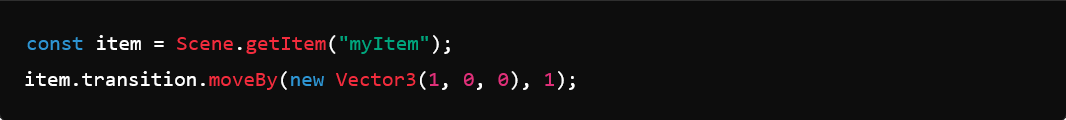 const item = Scene.getItem("myItem");
item.transition.moveBy(new Vector3(1, 0, 0), 1);